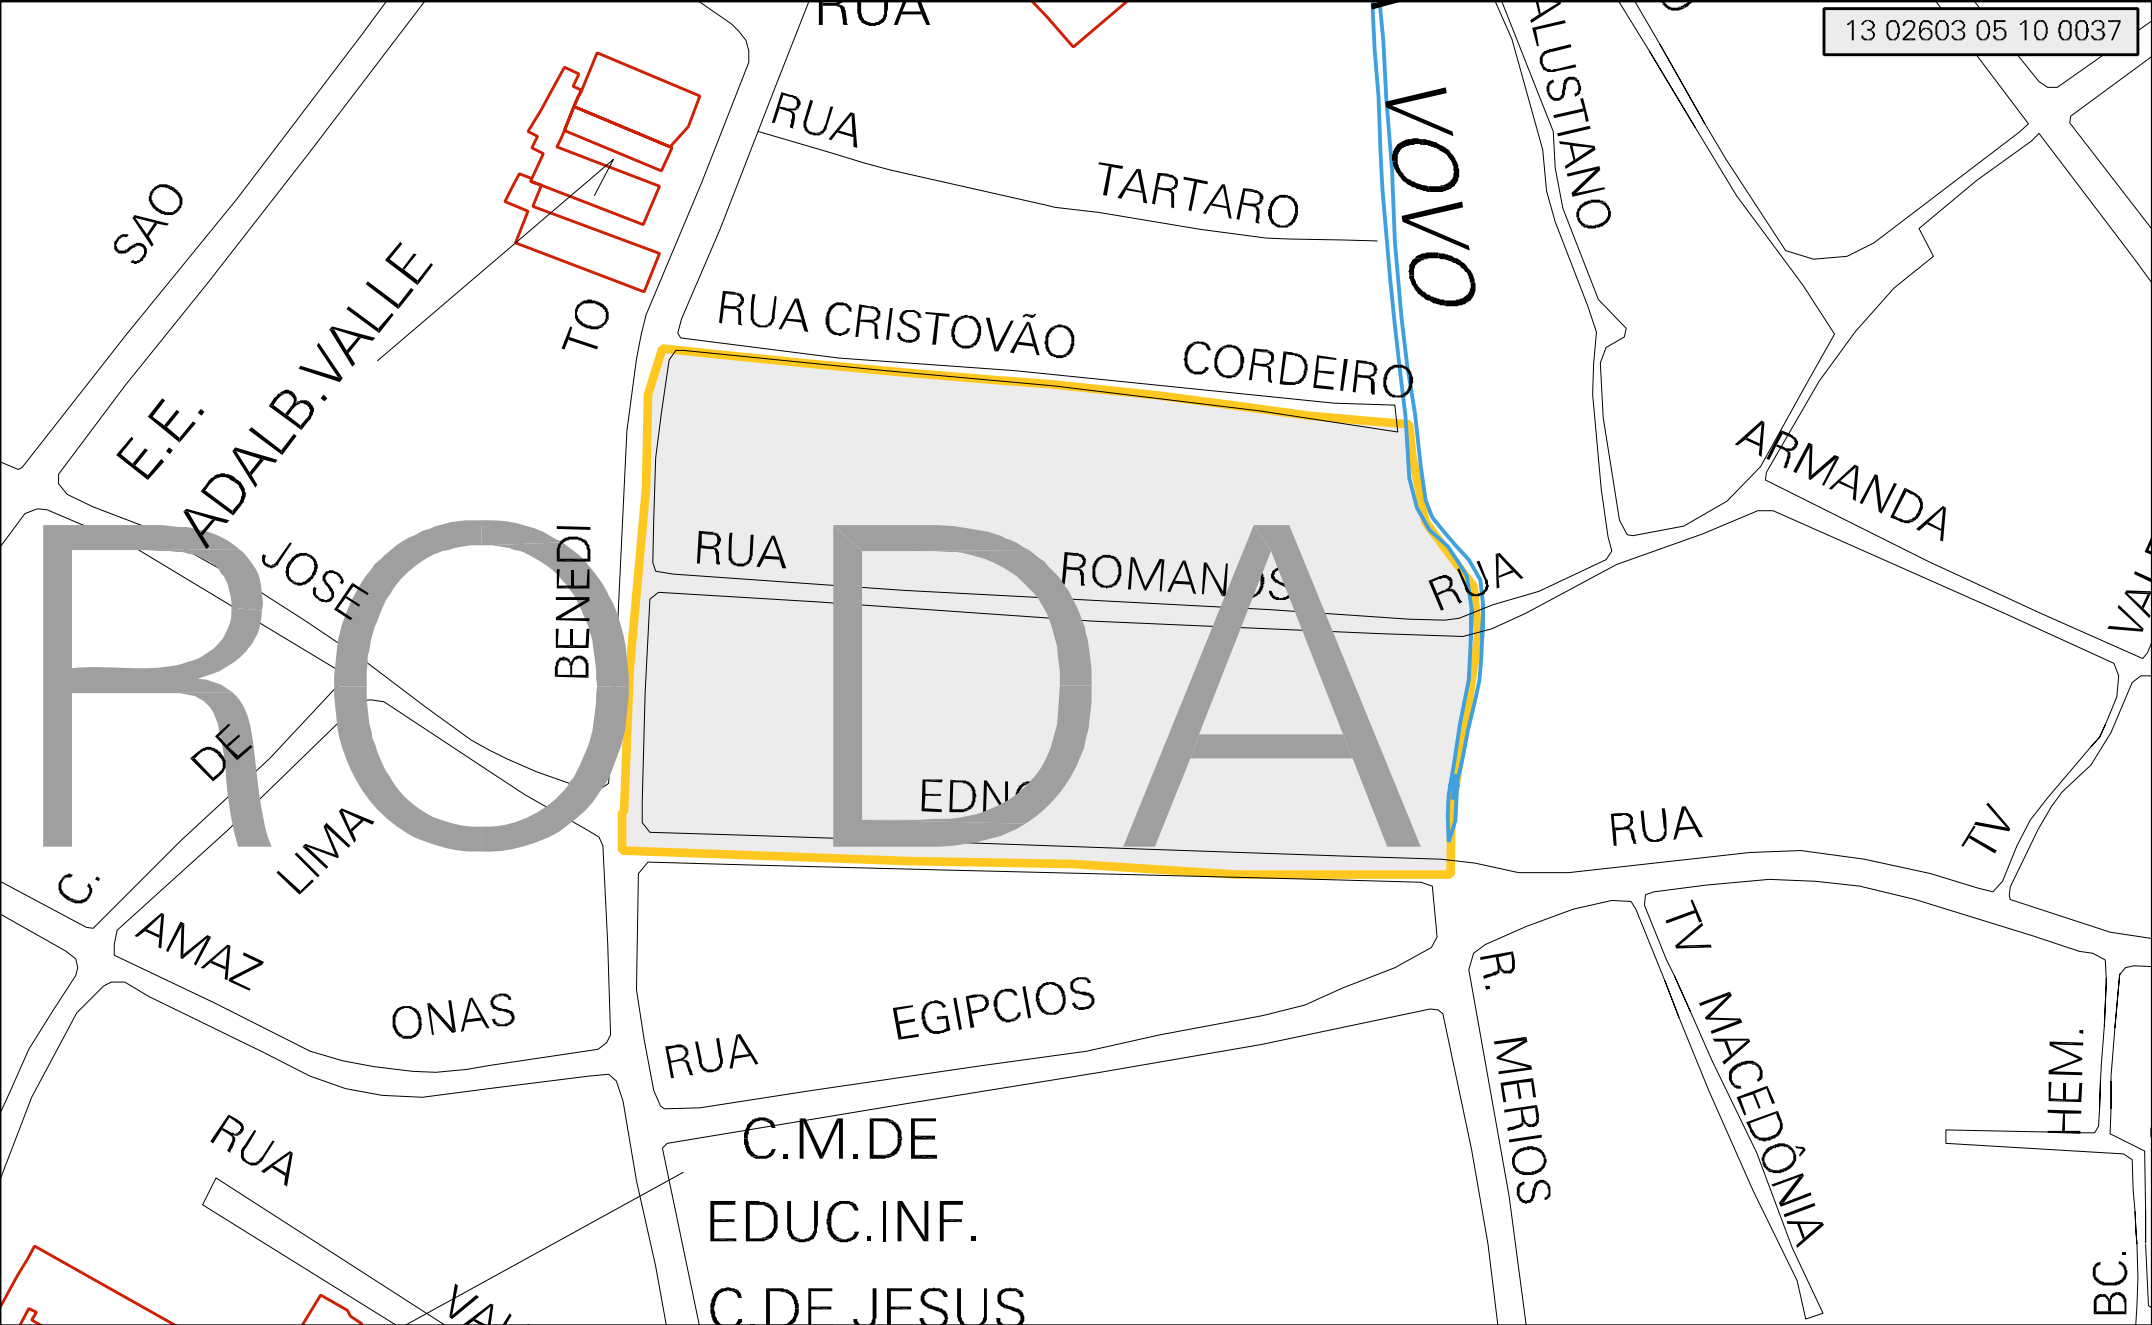 RUA
13 02603 05 10 0037
VOVO
ALUSTIANO
RUA
TARTARO
SAO
TO
RUA CRISTOVÃO
CORDEIRO
E.E.
ADALB.VALLE
ARMANDA
JOSE
BENEDI
RUA
ROMANOS
RUA
RO DA
DE
LIMA
RUA
TV
C.
AMAZ
ONAS
EGIPCIOS
RUA
R.
MERIOS
TV
MACEDÔNIA
HEM.
RUA
C.M.DE
EDUC.INF.
C.DE JESUS
BC.